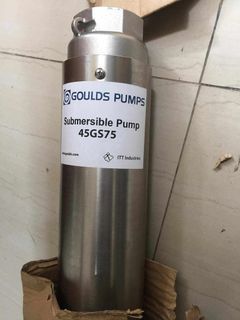 GOULDS PUMPS
Submersible Pump
45GS75
ITT Industries